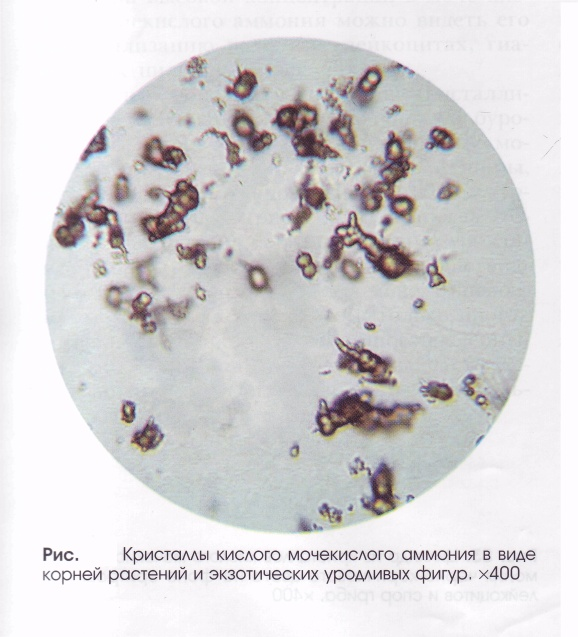 Рис. Кристаллы кислого мочекислого аммония в виде
корней растений и экзотических уродливых фигур. ×400